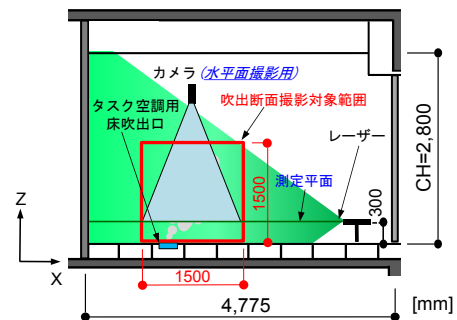 カメラ(水平面撮影用)
タスク空調用
床吹出口
吹出断面撮影対象範囲
レーザー
測定平面
1500
300
CH=2,800
Z
X
1500
4,775
[mm]